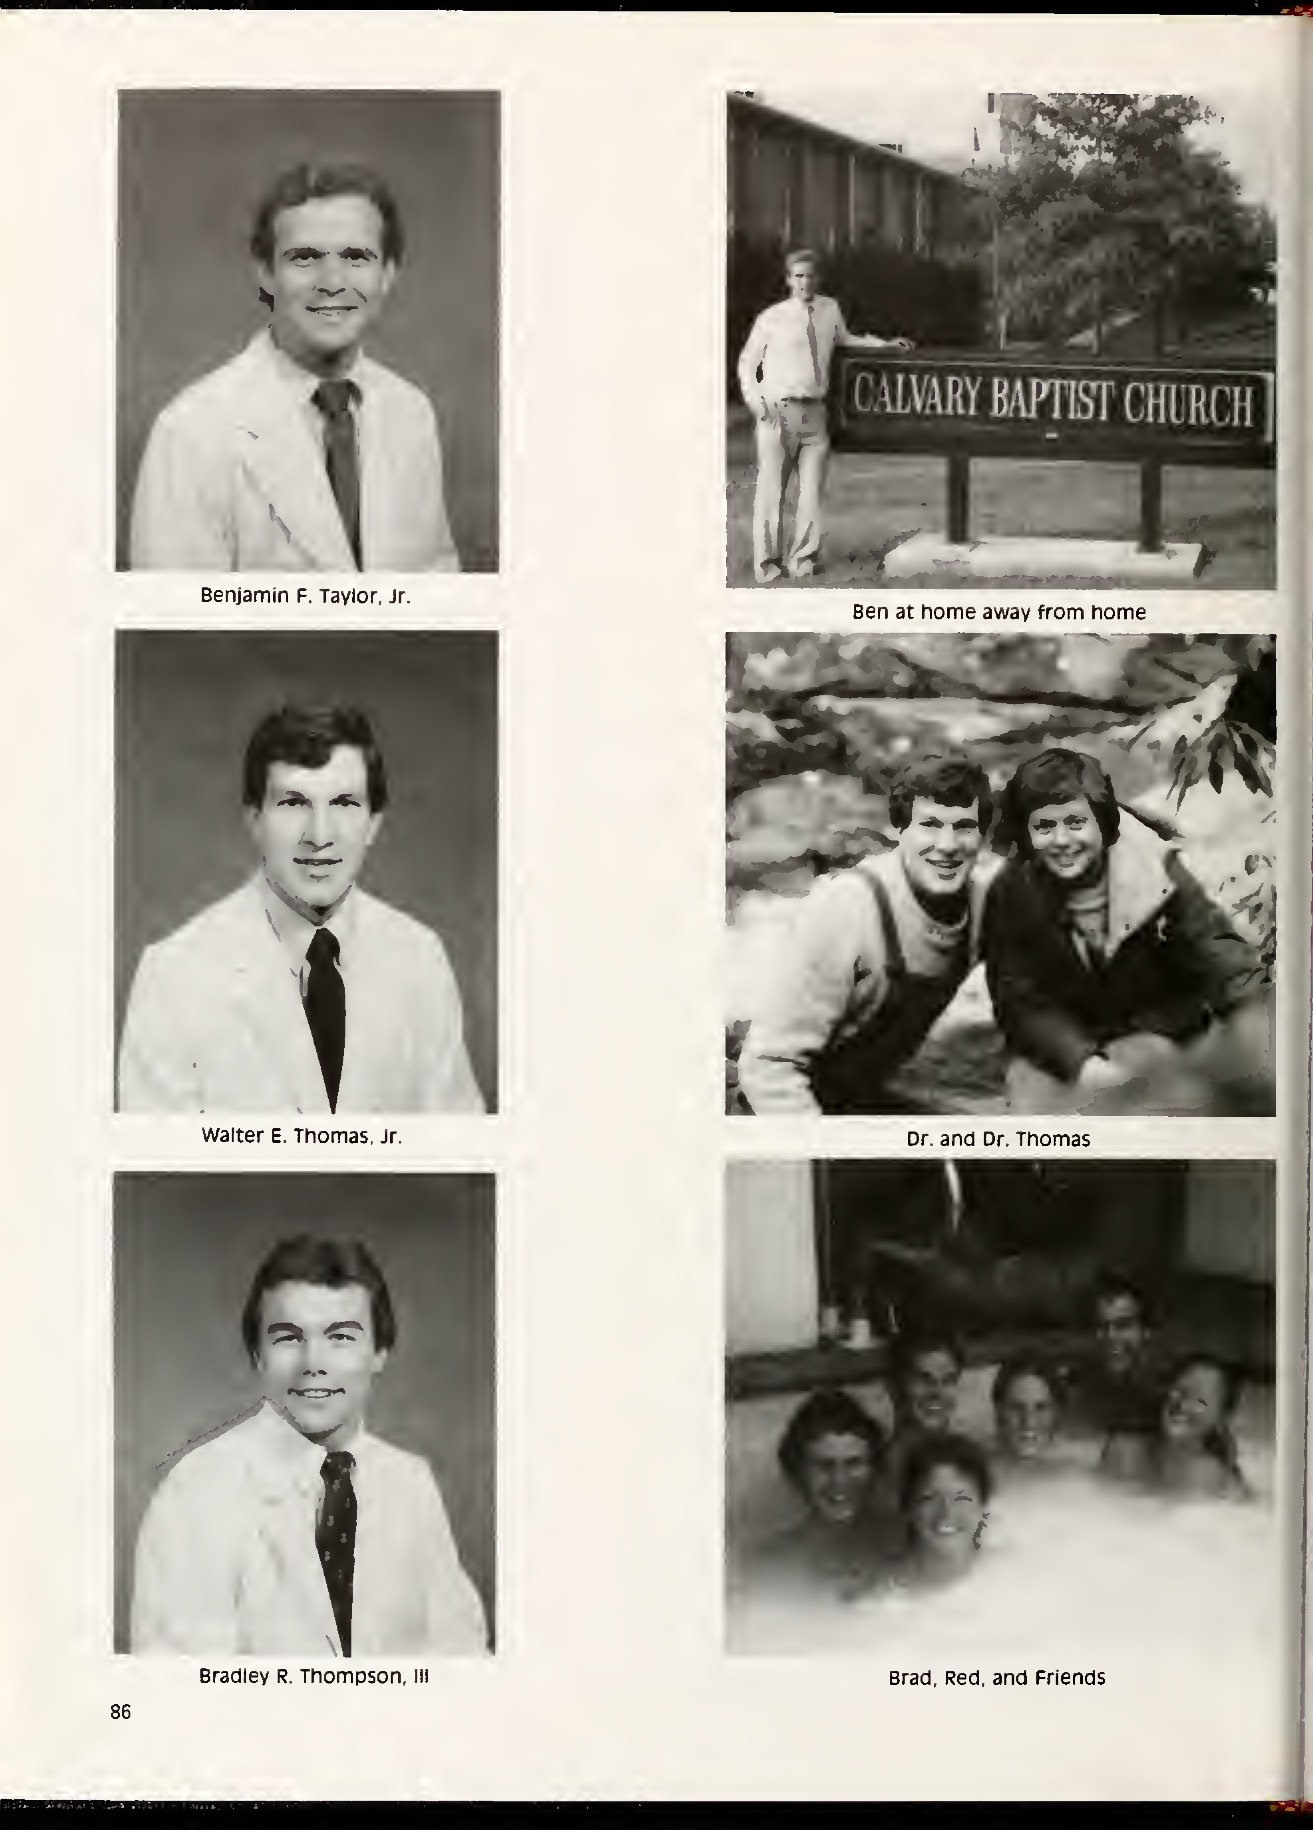 Benjamin F. Taylor, Jr.
CALVARY BAPTIST CHURCH
Ben at home away from home
Walter E. Thomas, Jr.
Dr. and Dr. Thomas
Bradley R. Thompson, III
Brad, Red, and Friends
86